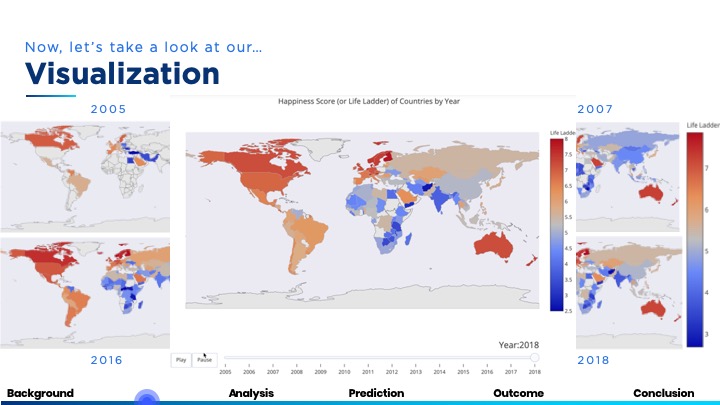 Now, let's take a look at our...
Visualization
2005
2007
Happiness Score (or Life Ladder) of Countries by Year
Life Ladde
8
7.5
7
6.5
6
5.5
5
4.5
4
3.5
3
2.5
Life Ladder
7
6
5
4
3
Year:2018
Play
Pause
2005 2006 2007 2008 2009 2010 2011 2012 2013 2014 2015 2016 2017 2018
2016
2018
Background
Analysis
Prediction
Outcome
Conclusion